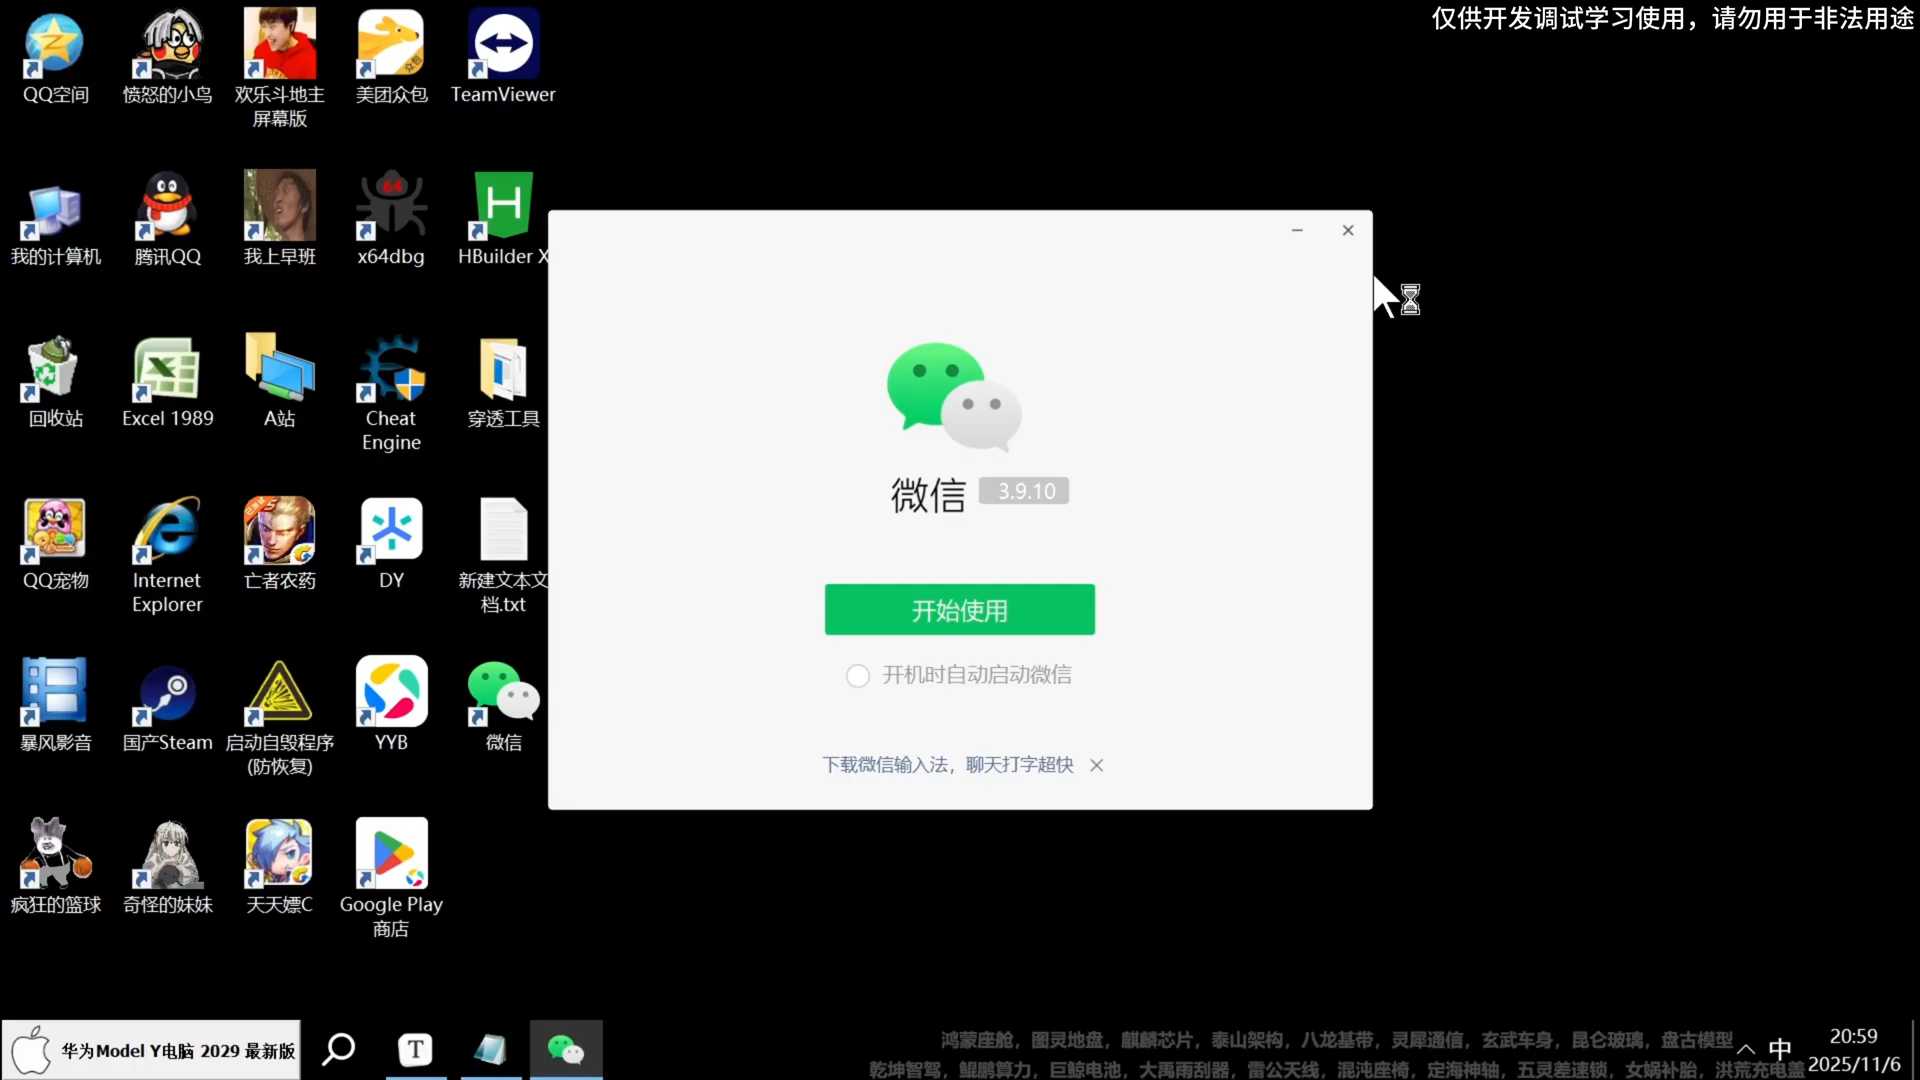 仅供开发调试学习使用，请勿用于非法用途
QQ空间
愤怒的小鸟
欢乐斗地主
屏幕版
美团众包
TeamViewer
我的计算机
腾讯QQ
我上早班
64
x64dbg
H
HBuilder X
回收站
Excel 1989
A站
Cheat
Engine
穿透工具
QQ宠物
Internet
Explorer
亡者农药
DY
新建文本文
档.txt
暴风影音
国产Steam
启动自毁程序
(防恢复)
YYB
微信
疯狂的篮球
奇怪的妹妹
天天嫖C
Google Play
商店
微信 3.9.10
开始使用
开机时自动启动微信
下载微信输入法，聊天打字超快
华为Model Y电脑 2029 最新版
T
鸿蒙座舱，图灵地盘，麒麟芯片，泰山架构，八龙基带，灵犀通信，玄武车身，昆仑玻璃，盘古模型
乾坤智驾，鲲鹏算力，巨鲸电池，大禹雨刮器，雷公天线，混沌座椅，定海神轴，五灵差速锁，女娲补胎，洪荒充电盖
中
20:59
2025/11/6